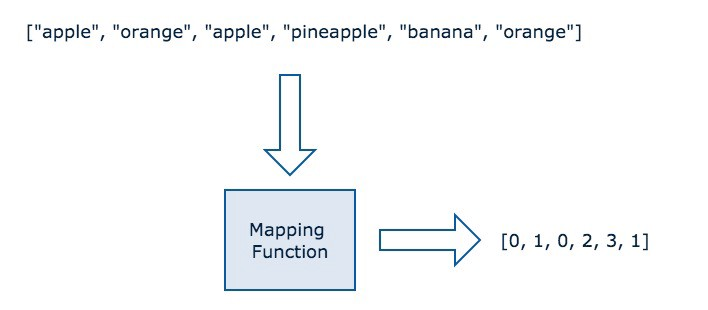 ["apple", "orange", "apple", "pineapple", "banana", "orange"]
Mapping
Function
[0, 1, 0, 2, 3, 1]